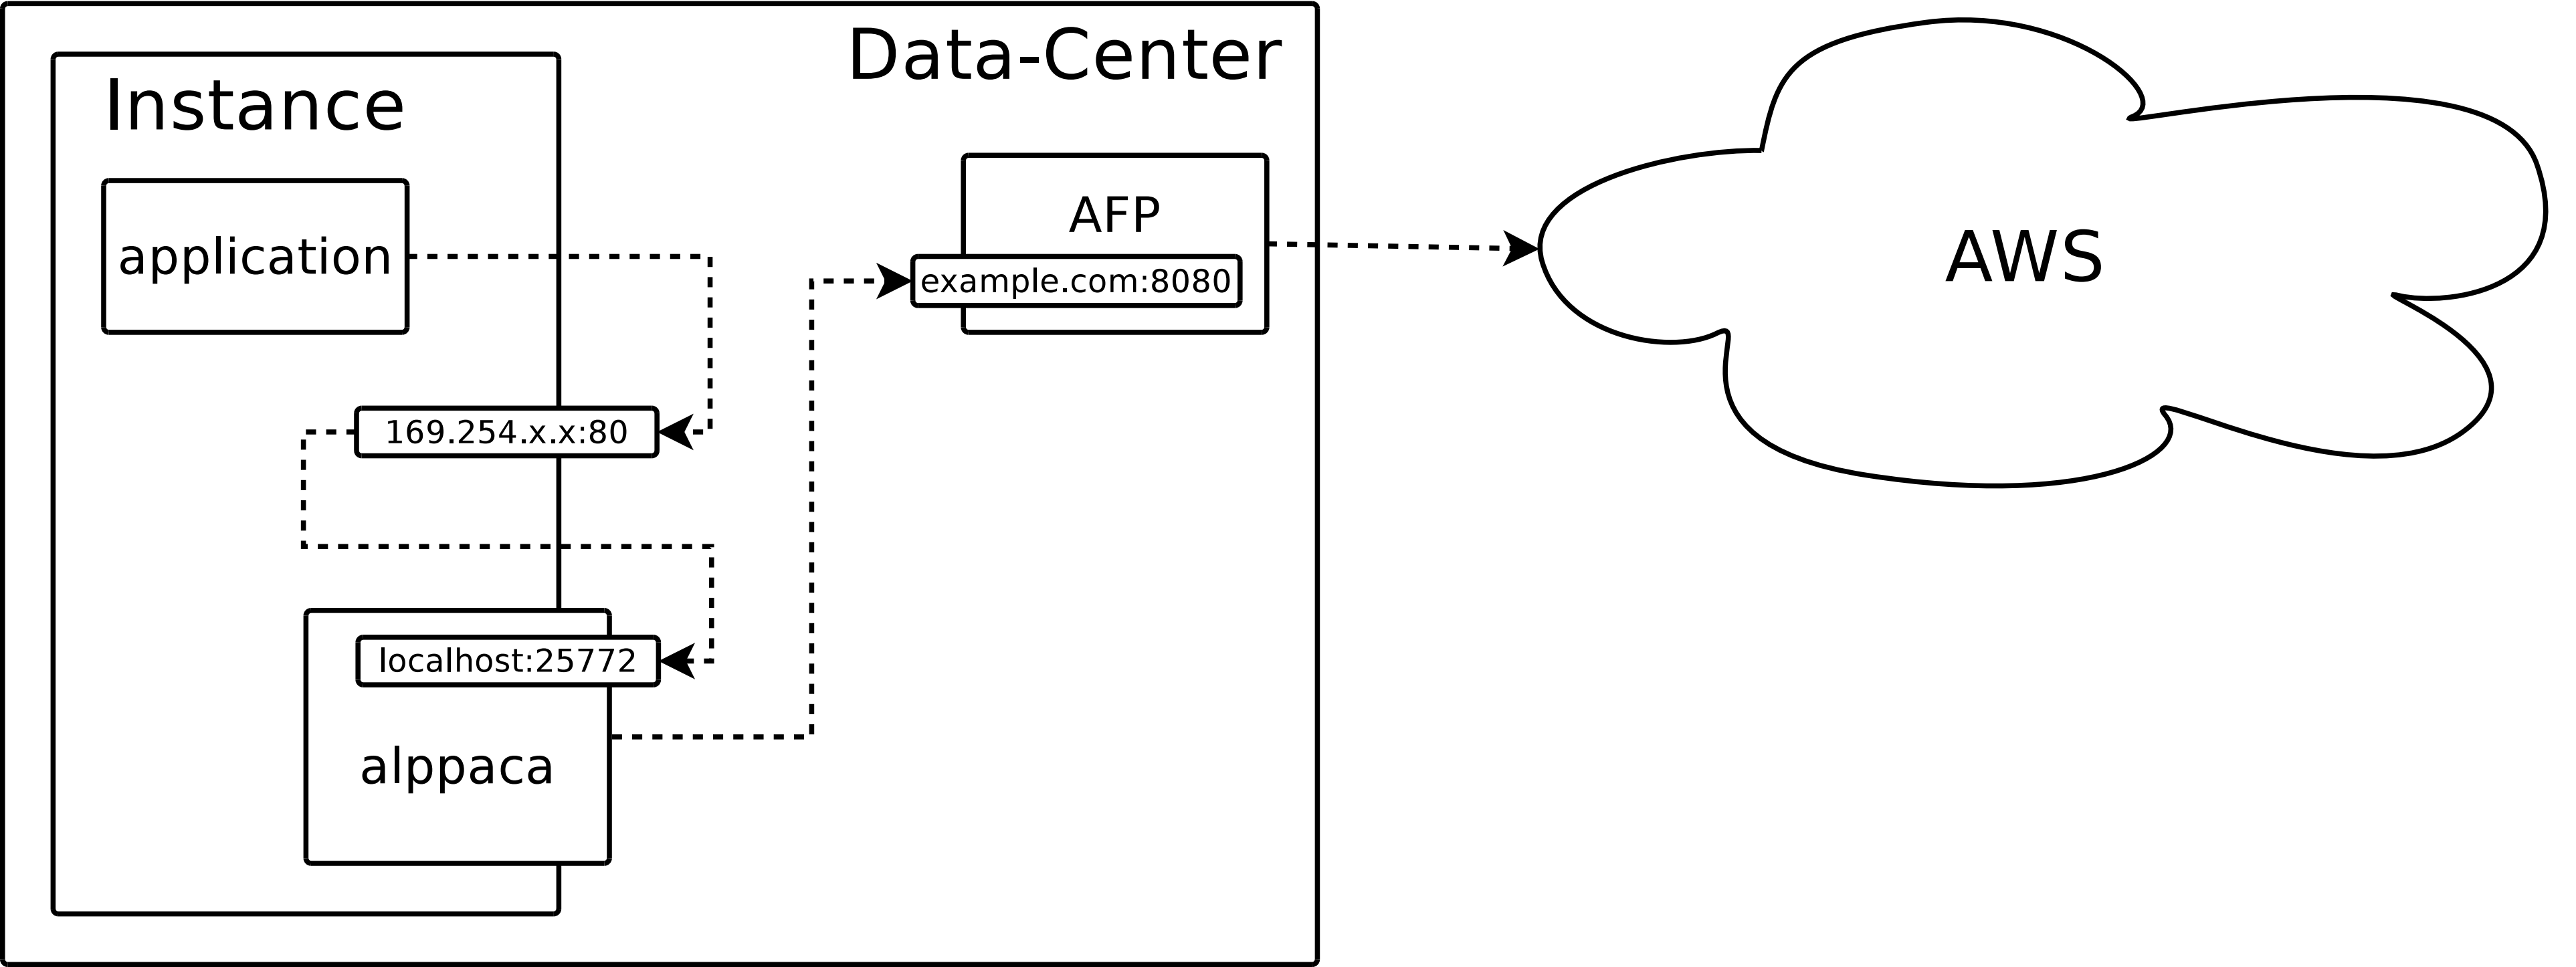 Data-Center
Instance
application
AFP
example.com:8080
AWS
169.254.x.x:80
localhost:25772
alppaca